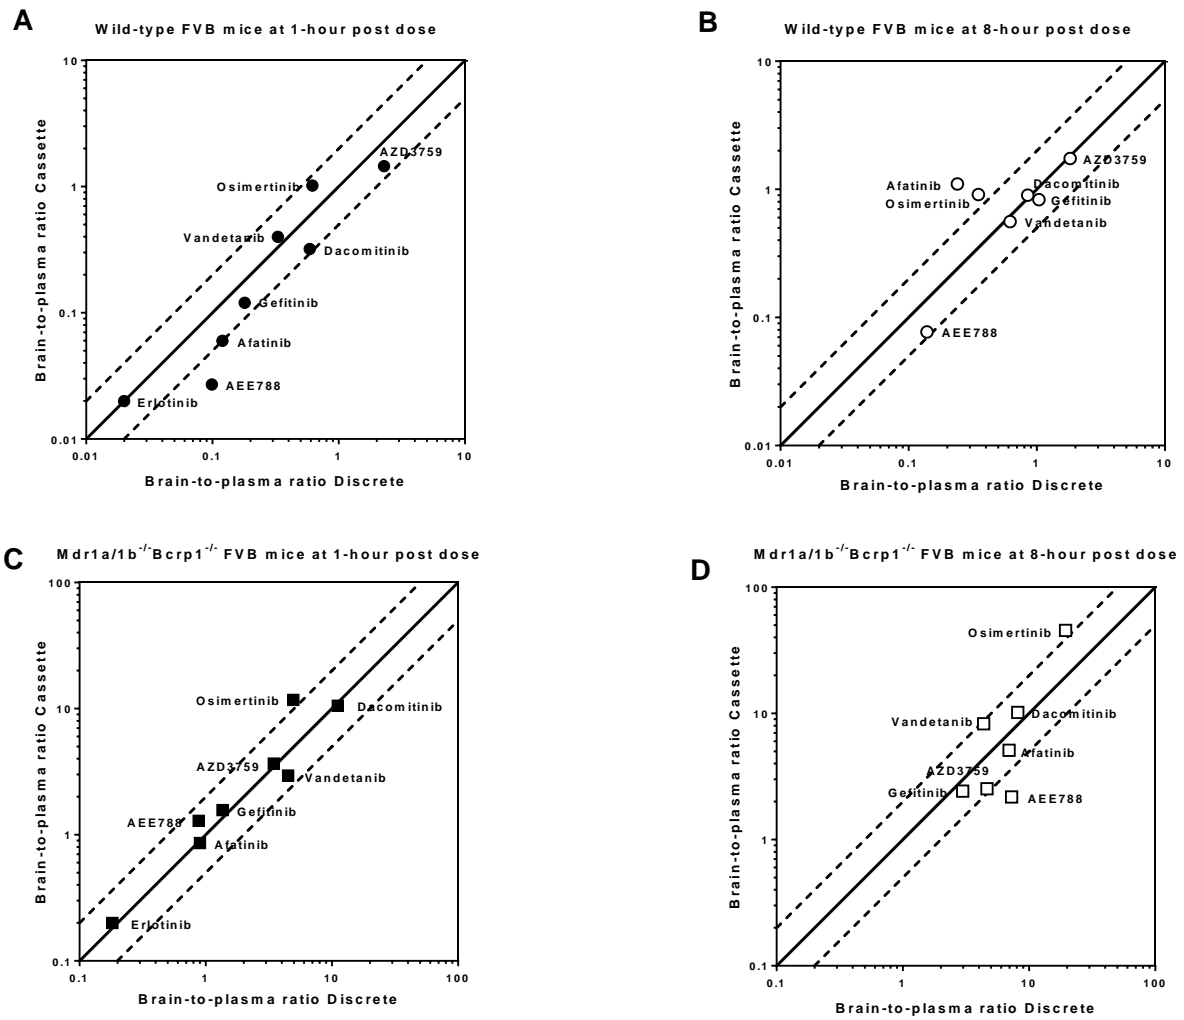 A
Wild-type FVB mice at 1-hour post dose
10
1
0.1
0.01
Brain-to-plasma ratio Cassette
AZD3759
Osimertinib
Vandetanib
Dacomitinib
Gefitinib
Afatinib
AEE788
Erlotinib
0.01 0.1 1 10
Brain-to-plasma ratio Discrete
B
Wild-type FVB mice at 8-hour post dose
10
1
0.1
0.01
Brain-to-plasma ratio Cassette
AZD3759
Afatinib
Dacomitinib
Osimertinib
Gefitinib
Vandetanib
AEE788
0.01 0.1 1 10
Brain-to-plasma ratio Discrete
C
Mdr1a/1b-/-Bcrp1-/- FVB mice at 1-hour post dose
100
10
1
0.1
Brain-to-plasma ratio Cassette
Osimertinib
Dacomitinib
AZD3759
Vandetanib
Gefitinib
AEE788
Afatinib
Erlotinib
0.1 1 10 100
Brain-to-plasma ratio Discrete
D
Mdr1a/1b-/-Bcrp1-/- FVB mice at 8-hour post dose
100
10
1
0.1
Brain-to-plasma ratio Cassette
Osimertinib
Vandetanib
Dacomitinib
Afatinib
AZD3759
Gefitinib
AEE788
0.1 1 10 100
Brain-to-plasma ratio Discrete